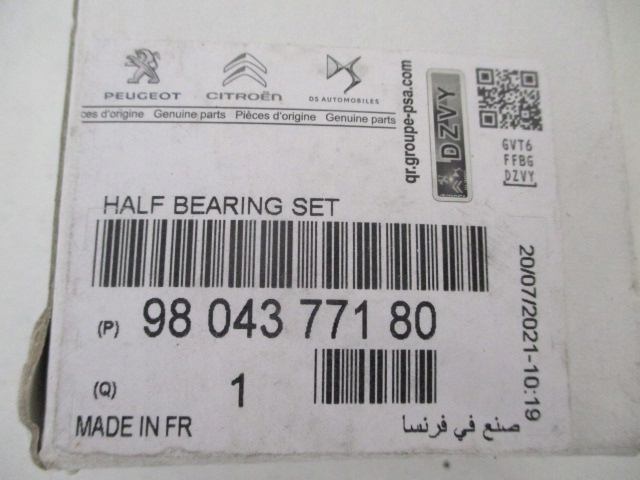 PEUGEOT CITROËN DS AUTOMOBILES
ces d'origine Genuine parts Pièces d'origine Genuine parts
qr.groupe-psa.com
DZVY
GVT6
FFBG
DZVY
HALF BEARING SET
(P) 98 043 771 80
(Q) 1
20/07/2021-10:19
MADE IN FR
صنع في فرنسا